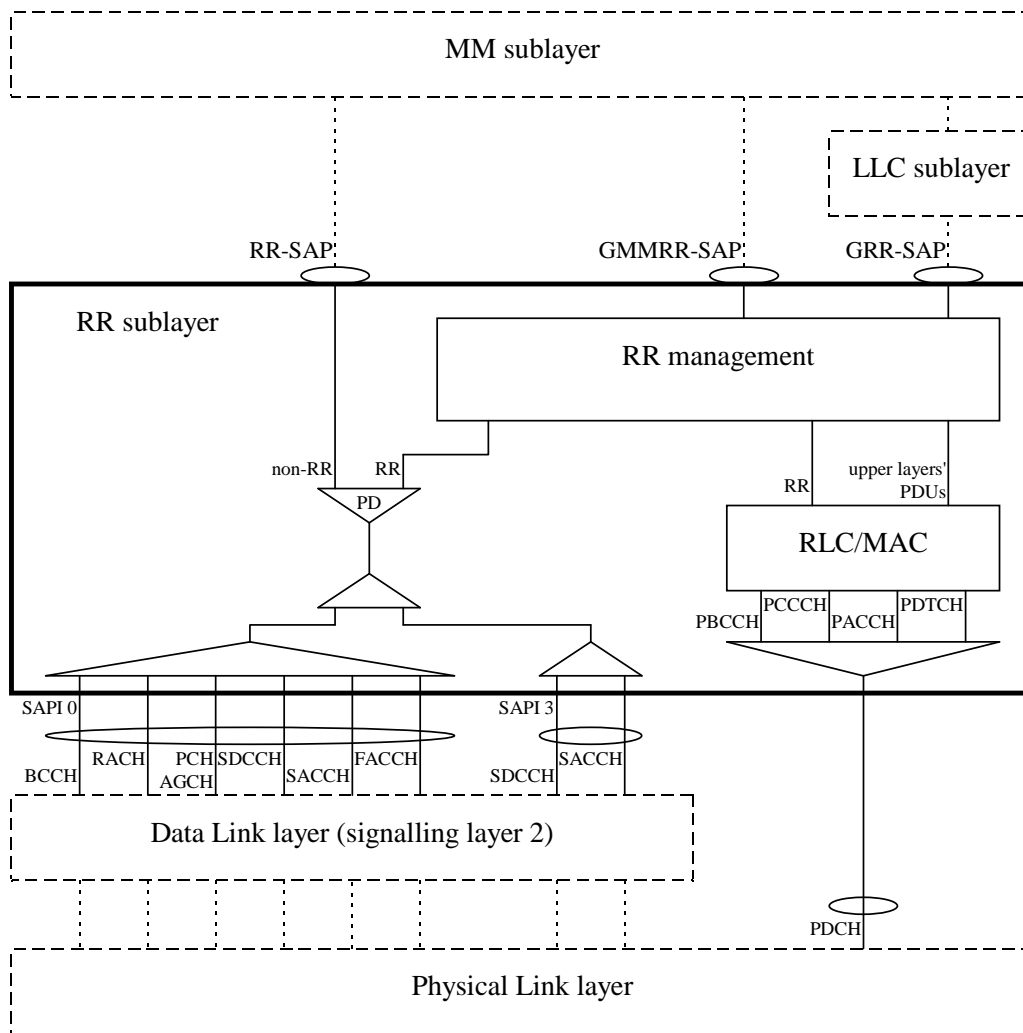 MM sublayer
LLC sublayer
RR-SAP
GMMRR-SAP
GRR-SAP
RR sublayer
RR management
non-RR
RR
upper layers'
RR
PDUs
PD
RLC/MAC
PCCCH
PDTCH
PBCCH
PACCH
SAPI 0
SAPI 3
RACH
PCH
SDCCH
FACCH
SACCH
BCCH
AGCH
SACCH
SDCCH
Data Link layer (signalling layer 2)
PDCH
Physical Link layer